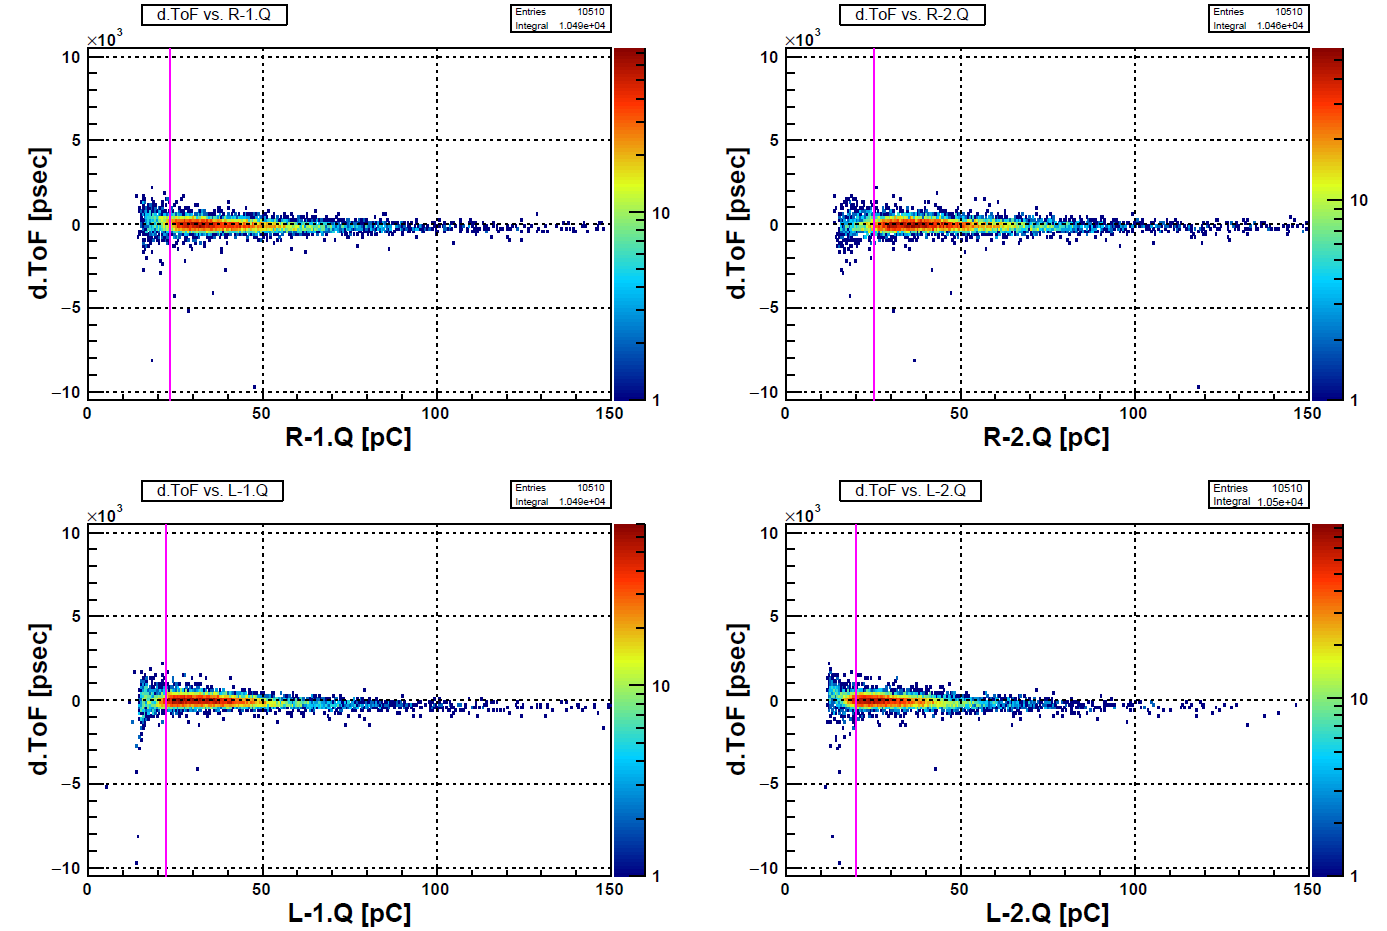 d.ToF vs. R-1.Q
Entries 10510
Integral 1.049e+04
×10³
10
5
0
−5
−10
d.ToF [psec]
0 50 100 150
R-1.Q [pC]
10
1
d.ToF vs. R-2.Q
Entries 10510
Integral 1.046e+04
×10³
10
5
0
−5
−10
d.ToF [psec]
0 50 100 150
R-2.Q [pC]
10
1
d.ToF vs. L-1.Q
Entries 10510
Integral 1.049e+04
×10³
10
5
0
−5
−10
d.ToF [psec]
0 50 100 150
L-1.Q [pC]
10
1
d.ToF vs. L-2.Q
Entries 10510
Integral 1.05e+04
×10³
10
5
0
−5
−10
d.ToF [psec]
0 50 100 150
L-2.Q [pC]
10
1